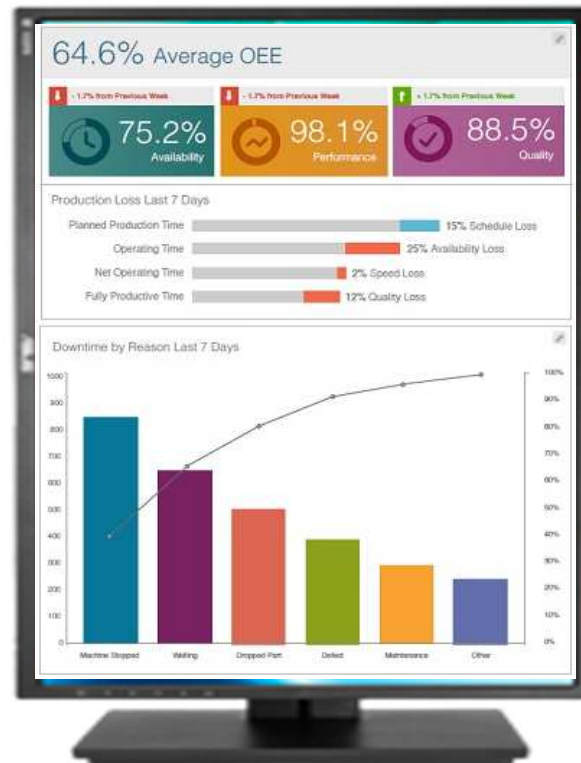 64.6% Average OEE
- 1.7% from Previous Week
- 1.7% from Previous Week
+ 1.7% from Previous Week
75.2%
Availability
98.1%
Performance
88.5%
Quality
Production Loss Last 7 Days
Planned Production Time 15% Schedule Loss
Operating Time 25% Availability Loss
Net Operating Time 2% Speed Loss
Fully Productive Time 12% Quality Loss
Downtime by Reason Last 7 Days
1000 100%
900 90%
800 80%
700 70%
600 60%
500 50%
400 40%
300 30%
200 20%
100 10%
0 0%
Machine Stopped Waiting Dropped Part Defect Maintenance Other